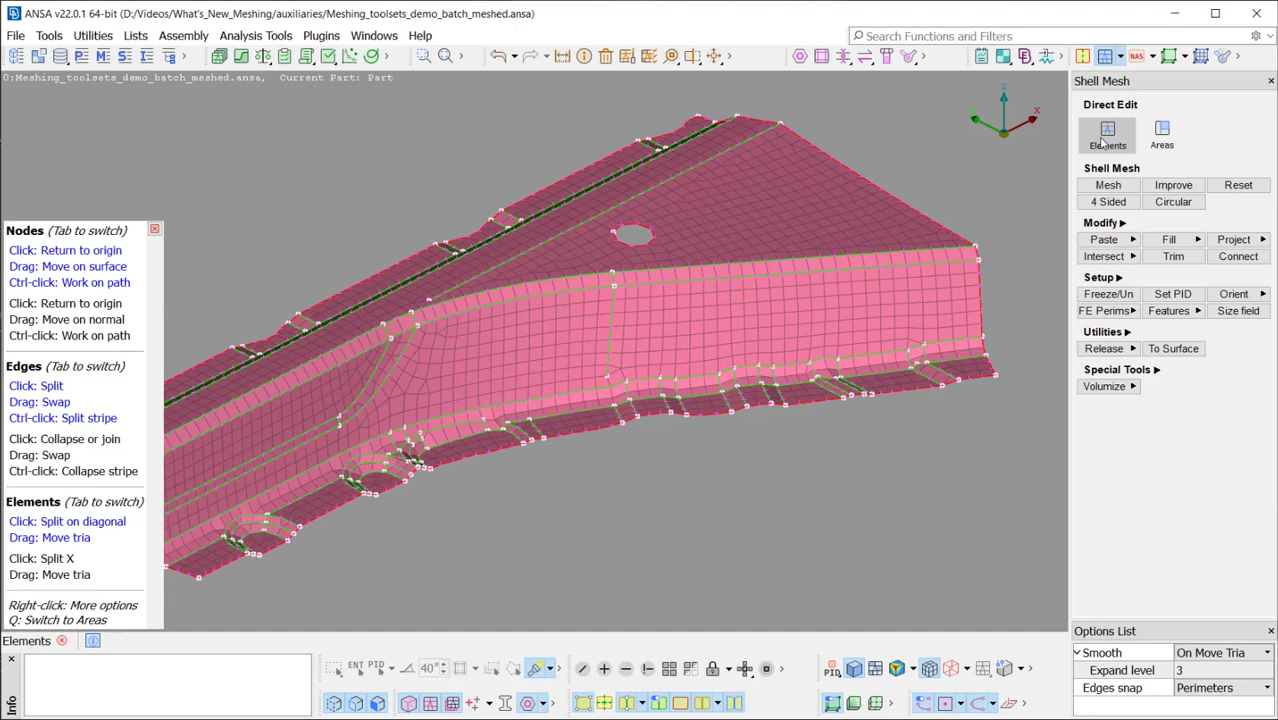 ANSA v22.0.1 64-bit (D:/Videos/What's_New_Meshing/auxiliaries/Meshing_toolsets_demo_batch_meshed.ansa)
File Tools Utilities Lists Assembly Analysis Tools Plugins Windows Help
Search Functions and Filters
NAS
0:Meshing_toolsets_demo_batch_meshed.ansa, Current Part: Part
X
Shell Mesh
Direct Edit
Elements Areas
Shell Mesh
Mesh Improve Reset
4 Sided Circular
Modify
Paste Fill Project
Intersect Trim Connect
Setup
Freeze/Un Set PID Orient
FE Perims Features Size field
Utilities
Release To Surface
Special Tools
Volumize
Nodes (Tab to switch)
Click: Return to origin
Drag: Move on surface
Ctrl-click: Work on path
Click: Return to origin
Drag: Move on normal
Ctrl-click: Work on path
Edges (Tab to switch)
Click: Split
Drag: Swap
Ctrl-click: Split stripe
Click: Collapse or join
Drag: Swap
Ctrl-click: Collapse stripe
Elements (Tab to switch)
Click: Split on diagonal
Drag: Move tria
Click: Split X
Drag: Move tria
Right-click: More options
Q: Switch to Areas
Elements
Info
ENT PID 40°
PID
Options List
Smooth On Move Tria
Expand level 3
Edges snap Perimeters